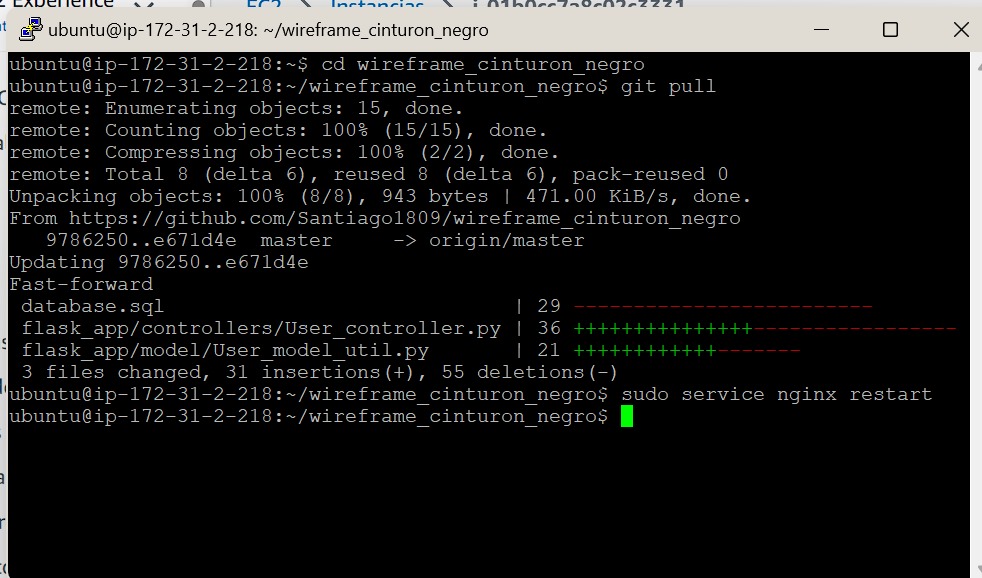 Experience
EC2 > Instancias > i-01b0cc7a8c02c3331
ubuntu@ip-172-31-2-218: ~/wireframe_cinturon_negro
ubuntu@ip-172-31-2-218:~$ cd wireframe_cinturon_negro
ubuntu@ip-172-31-2-218:~/wireframe_cinturon_negro$ git pull
remote: Enumerating objects: 15, done.
remote: Counting objects: 100% (15/15), done.
remote: Compressing objects: 100% (2/2), done.
remote: Total 8 (delta 6), reused 8 (delta 6), pack-reused 0
Unpacking objects: 100% (8/8), 943 bytes | 471.00 KiB/s, done.
From https://github.com/Santiago1809/wireframe_cinturon_negro
   9786250..e671d4e  master     -> origin/master
Updating 9786250..e671d4e
Fast-forward
 database.sql                              | 29 -------------------------
 flask_app/controllers/User_controller.py | 36 +++++++++++++++-----------------
 flask_app/model/User_model_util.py       | 21 ++++++++++++-------
 3 files changed, 31 insertions(+), 55 deletions(-)
ubuntu@ip-172-31-2-218:~/wireframe_cinturon_negro$ sudo service nginx restart
ubuntu@ip-172-31-2-218:~/wireframe_cinturon_negro$